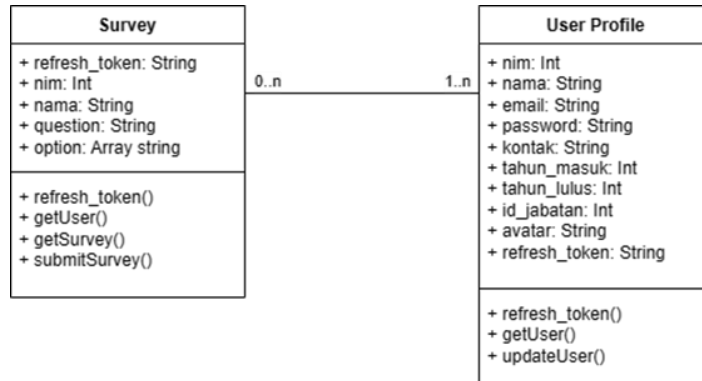 Survey
+ refresh_token: String
+ nim: Int
+ nama: String
+ question: String
+ option: Array string
+ refresh_token()
+ getUser()
+ getSurvey()
+ submitSurvey()
0..n
1..n
User Profile
+ nim: Int
+ nama: String
+ email: String
+ password: String
+ kontak: String
+ tahun_masuk: Int
+ tahun_lulus: Int
+ id_jabatan: Int
+ avatar: String
+ refresh_token: String
+ refresh_token()
+ getUser()
+ updateUser()